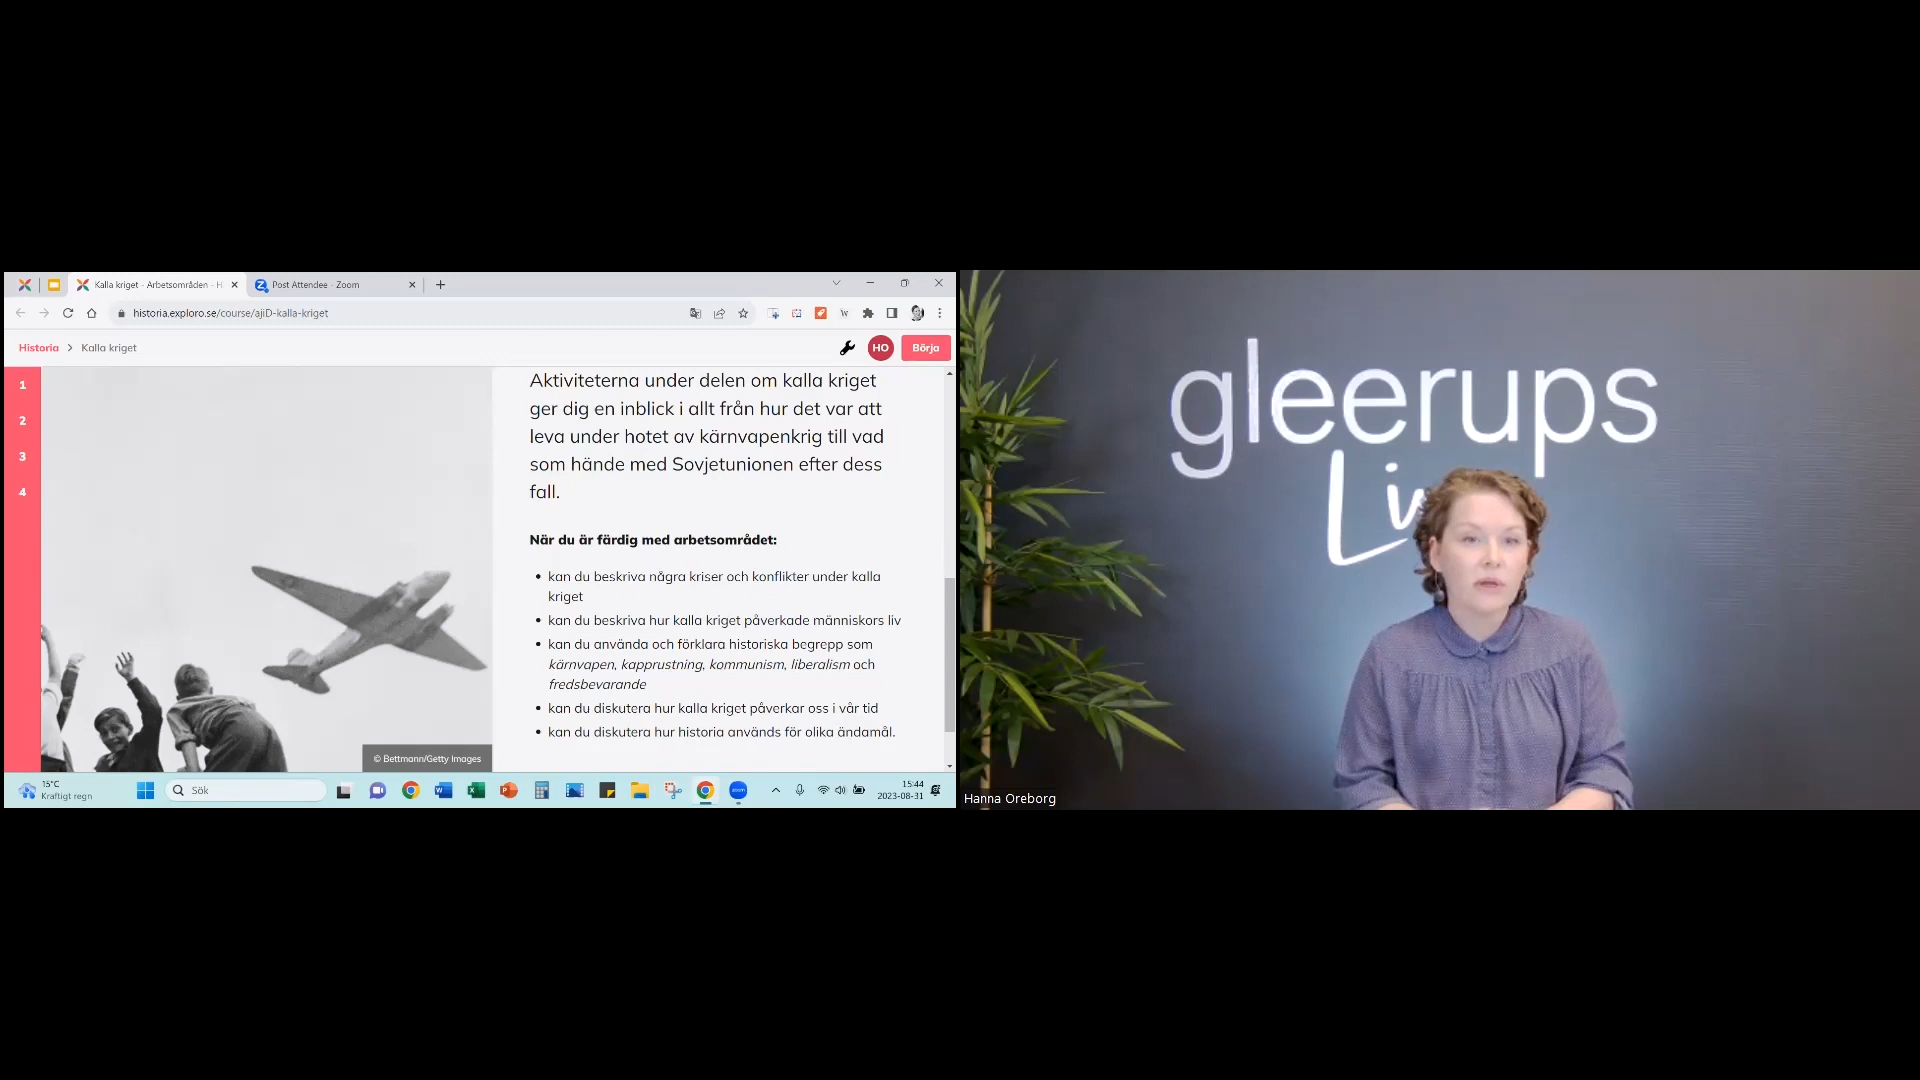 Kalla kriget - Arbetsområden - H
Post Attendee - Zoom
historia.exploro.se/course/ajiD-kalla-kriget
Historia
Kalla kriget
HO
Börja
1
2
3
4
Aktiviteterna under delen om kalla kriget
ger dig en inblick i allt från hur det var att
leva under hotet av kärnvapenkrig till vad
som hände med Sovjetunionen efter dess
fall.
När du är färdig med arbetsområdet:
• kan du beskriva några kriser och konflikter under kalla
kriget
• kan du beskriva hur kalla kriget påverkade människors liv
• kan du använda och förklara historiska begrepp som
kärnvapen, kapprustning, kommunism, liberalism och
fredsbevarande
• kan du diskutera hur kalla kriget påverkar oss i vår tid
• kan du diskutera hur historia används för olika ändamål.
© Bettmann/Getty Images
15°C
Kraftigt regn
Sök
15:44
2023-08-31
gleerups
Hanna Oreborg